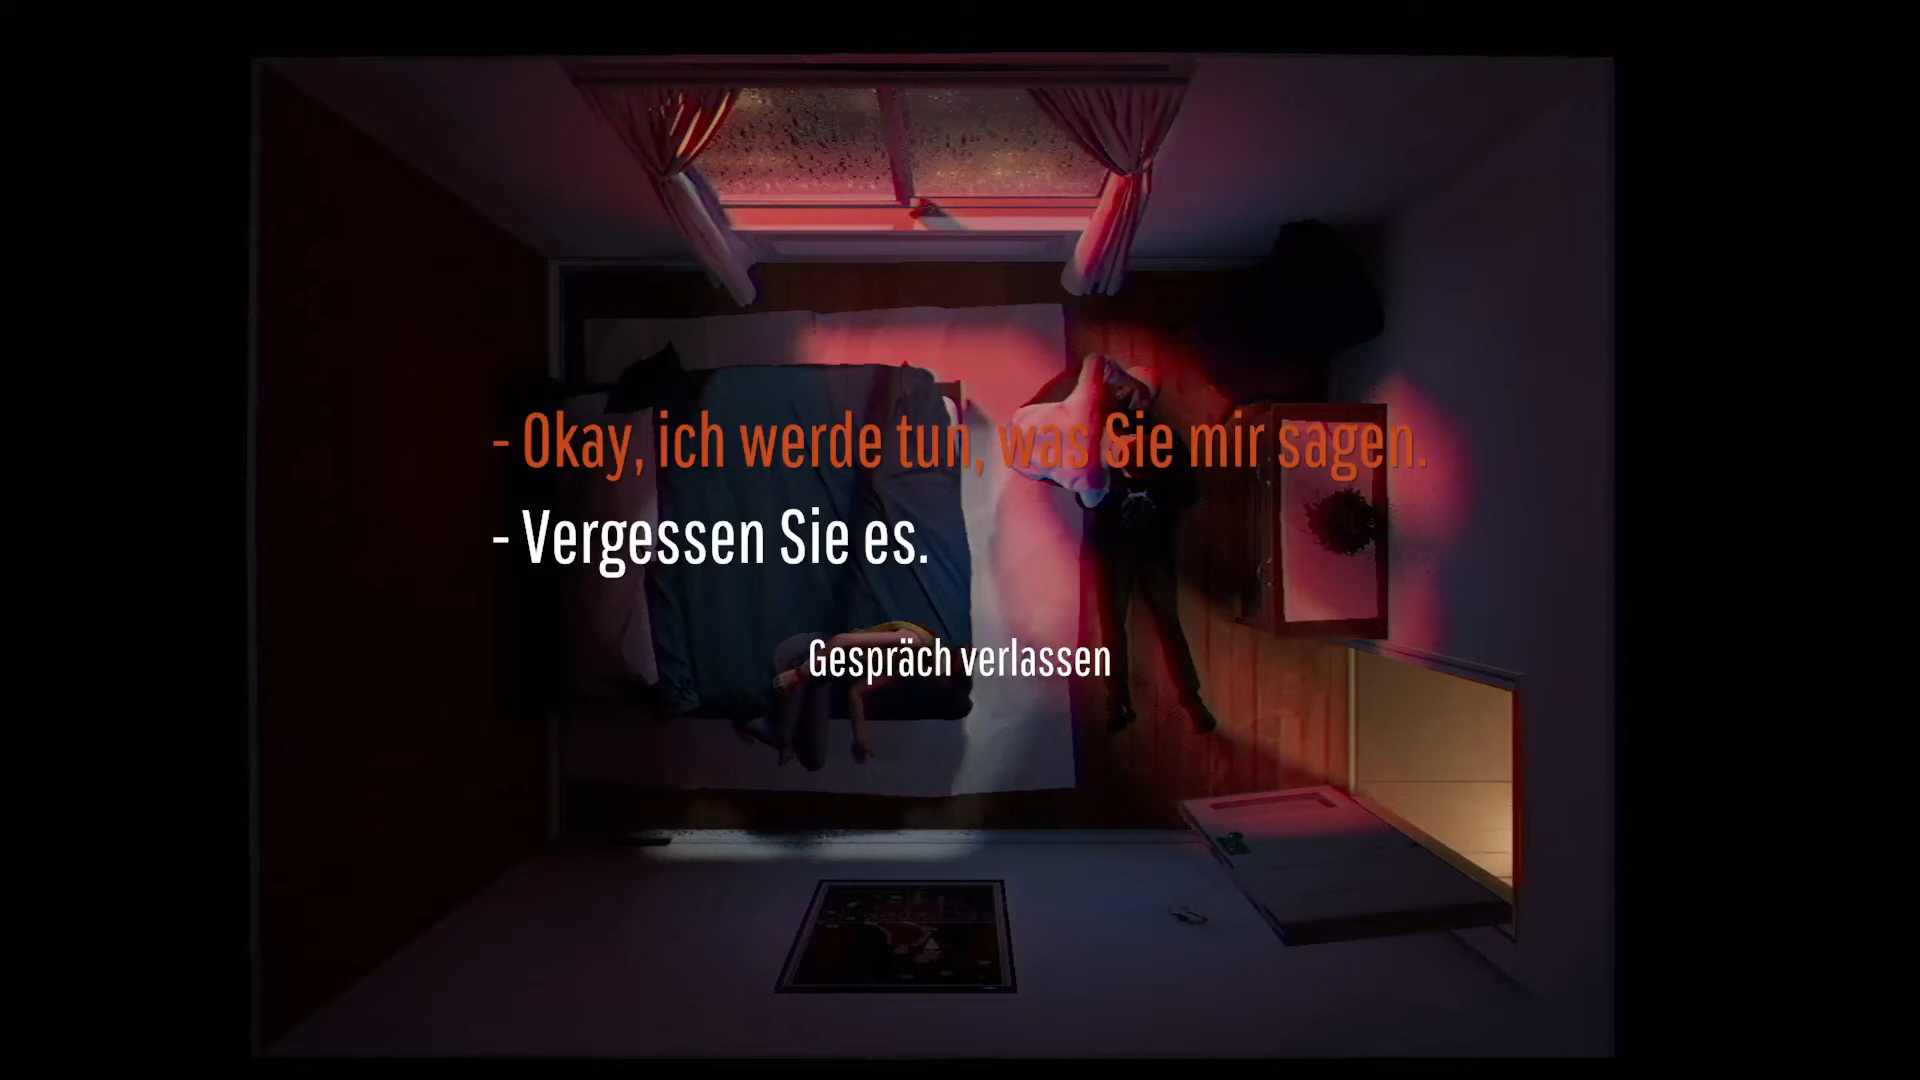 - Okay, ich werde tun, was Sie mir sagen.
- Vergessen Sie es.
Gespräch verlassen